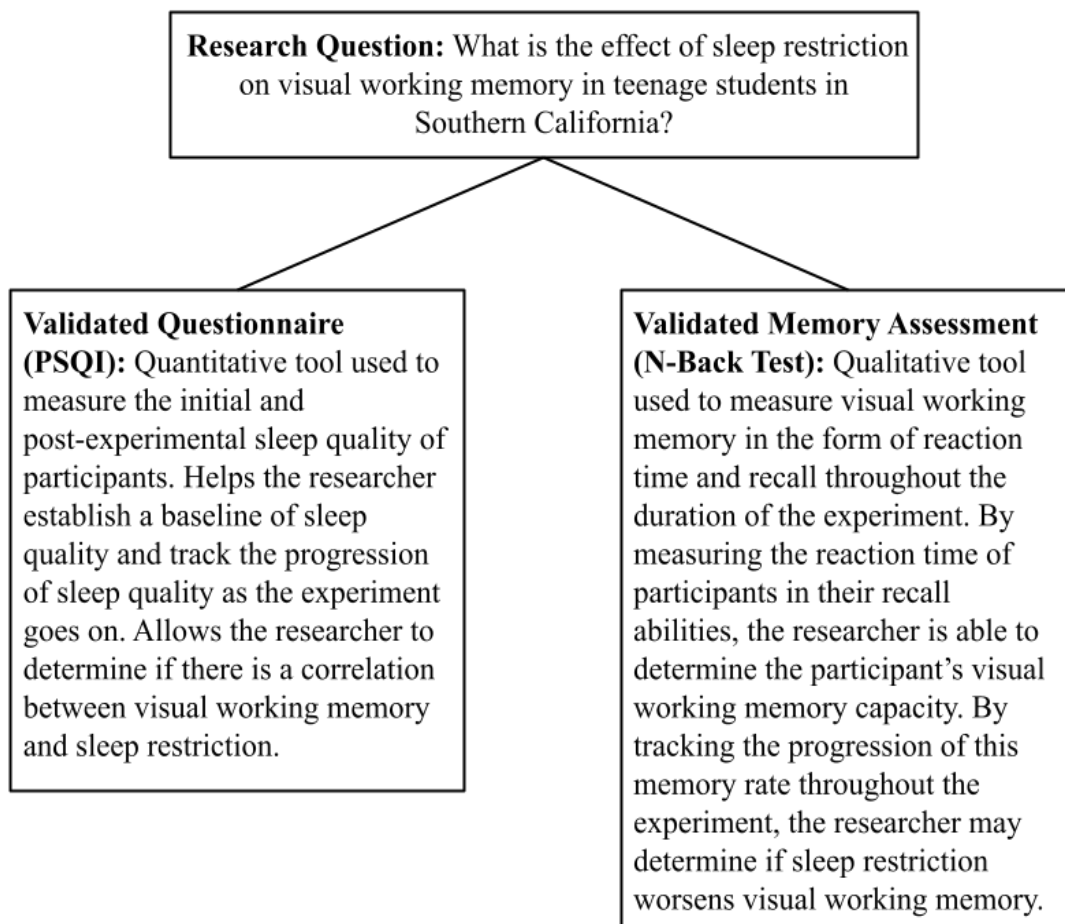 Research Question: What is the effect of sleep restriction
on visual working memory in teenage students in
Southern California?
Validated Questionnaire
(PSQI): Quantitative tool used to
measure the initial and
post-experimental sleep quality of
participants. Helps the researcher
establish a baseline of sleep
quality and track the progression
of sleep quality as the experiment
goes on. Allows the researcher to
determine if there is a correlation
between visual working memory
and sleep restriction.
Validated Memory Assessment
(N-Back Test): Qualitative tool
used to measure visual working
memory in the form of reaction
time and recall throughout the
duration of the experiment. By
measuring the reaction time of
participants in their recall
abilities, the researcher is able to
determine the participant’s visual
working memory capacity. By
tracking the progression of this
memory rate throughout the
experiment, the researcher may
determine if sleep restriction
worsens visual working memory.